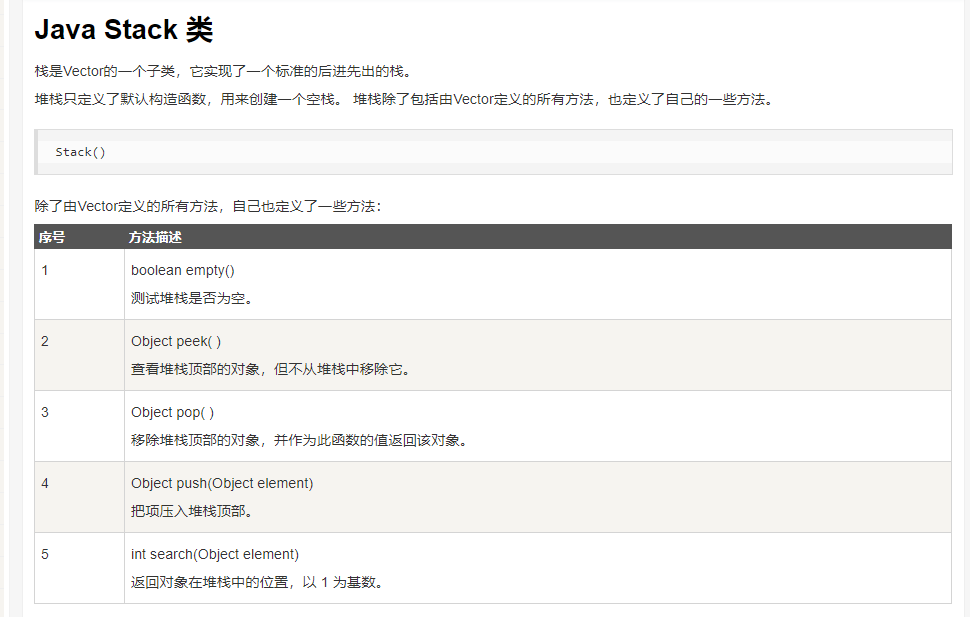 Java Stack 类
栈是Vector的一个子类，它实现了一个标准的后进先出的栈。
堆栈只定义了默认构造函数，用来创建一个空栈。 堆栈除了包括由Vector定义的所有方法，也定义了自己的一些方法。
Stack()
除了由Vector定义的所有方法，自己也定义了一些方法：
序号 方法描述
1 boolean empty()
测试堆栈是否为空。
2 Object peek( )
查看堆栈顶部的对象，但不从堆栈中移除它。
3 Object pop( )
移除堆栈顶部的对象，并作为此函数的值返回该对象。
4 Object push(Object element)
把项压入堆栈顶部。
5 int search(Object element)
返回对象在堆栈中的位置，以 1 为基数。